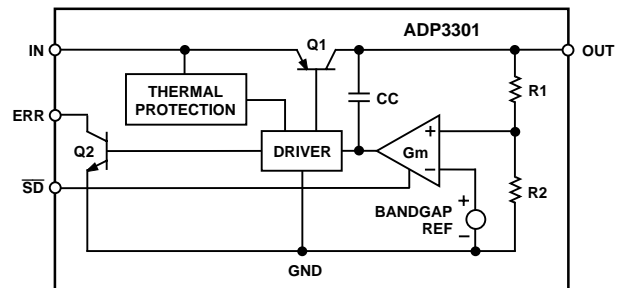 ADP3301
IN
Q1
OUT
THERMAL
PROTECTION
CC
R1
ERR
Q2
DRIVER
+
Gm
−
SD
R2
BANDGAP
REF
+
−
GND